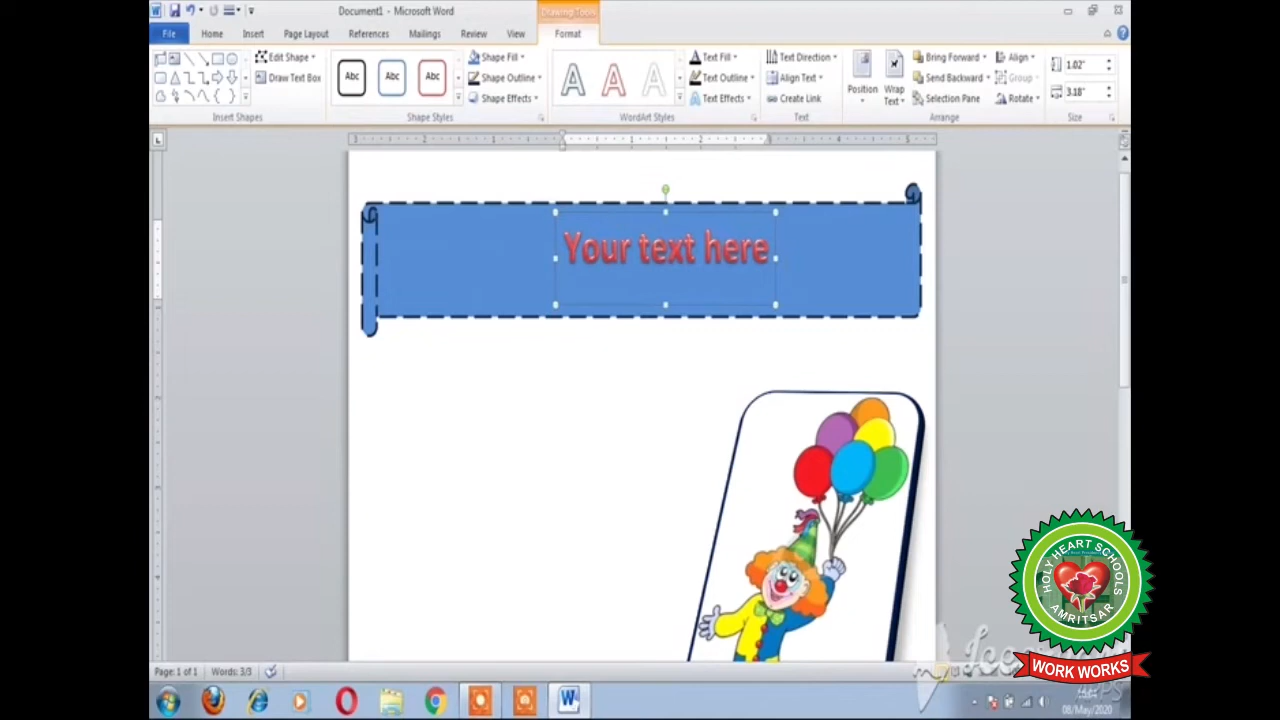 Document1 - Microsoft Word
Drawing Tools
File Home Insert Page Layout References Mailings Review View Format
Edit Shape
Draw Text Box
Insert Shapes
Abc Abc Abc
Shape Fill
Shape Outline
Shape Effects
Shape Styles
A A A
Text Fill
Text Outline
Text Effects
WordArt Styles
Text Direction
Align Text
Create Link
Text
Position
Wrap Text
Bring Forward
Send Backward
Selection Pane
Align
Group
Rotate
Arrange
1.02"
3.18"
Size
Your text here
HOLY HEART SCHOOLS
AMRITSAR
WORK WORKS
Page: 1 of 1 Words: 3/3
08/May/2020